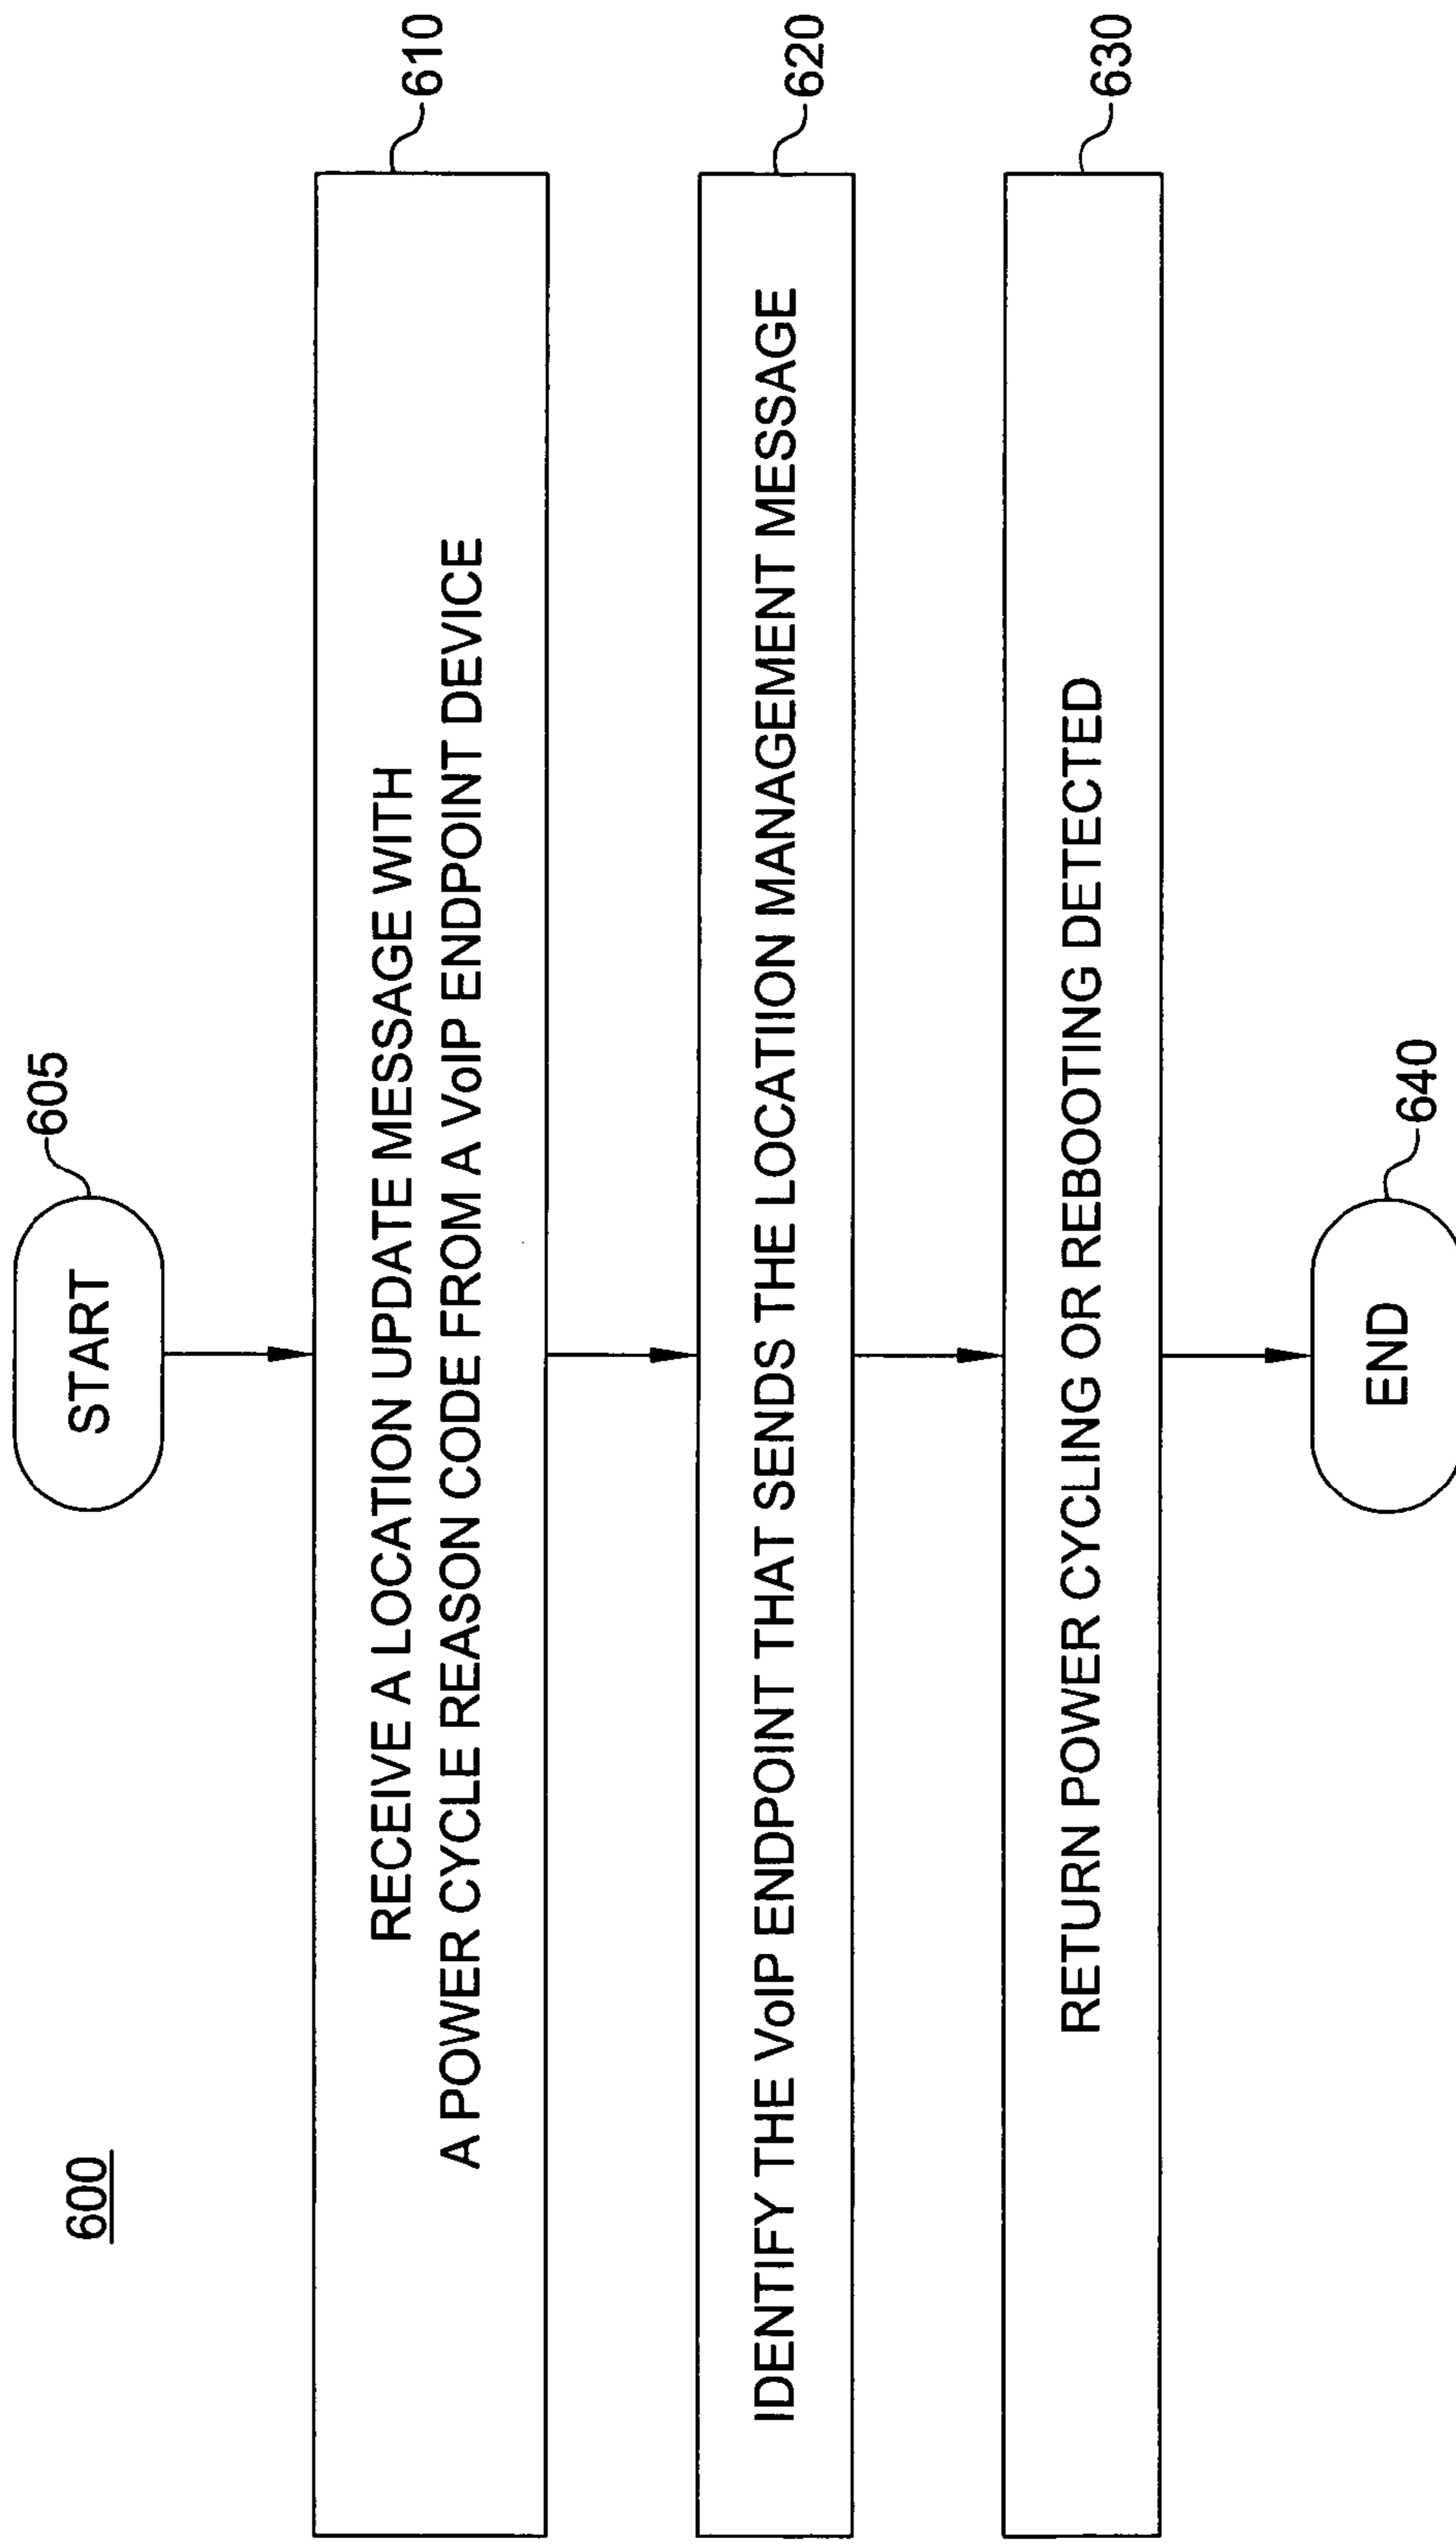 600
START
605
RECEIVE A LOCATION UPDATE MESSAGE WITH
A POWER CYCLE REASON CODE FROM A VoIP ENDPOINT DEVICE
610
IDENTIFY THE VoIP ENDPOINT THAT SENDS THE LOCATIION MANAGEMENT MESSAGE
620
RETURN POWER CYCLING OR REBOOTING DETECTED
630
END
640